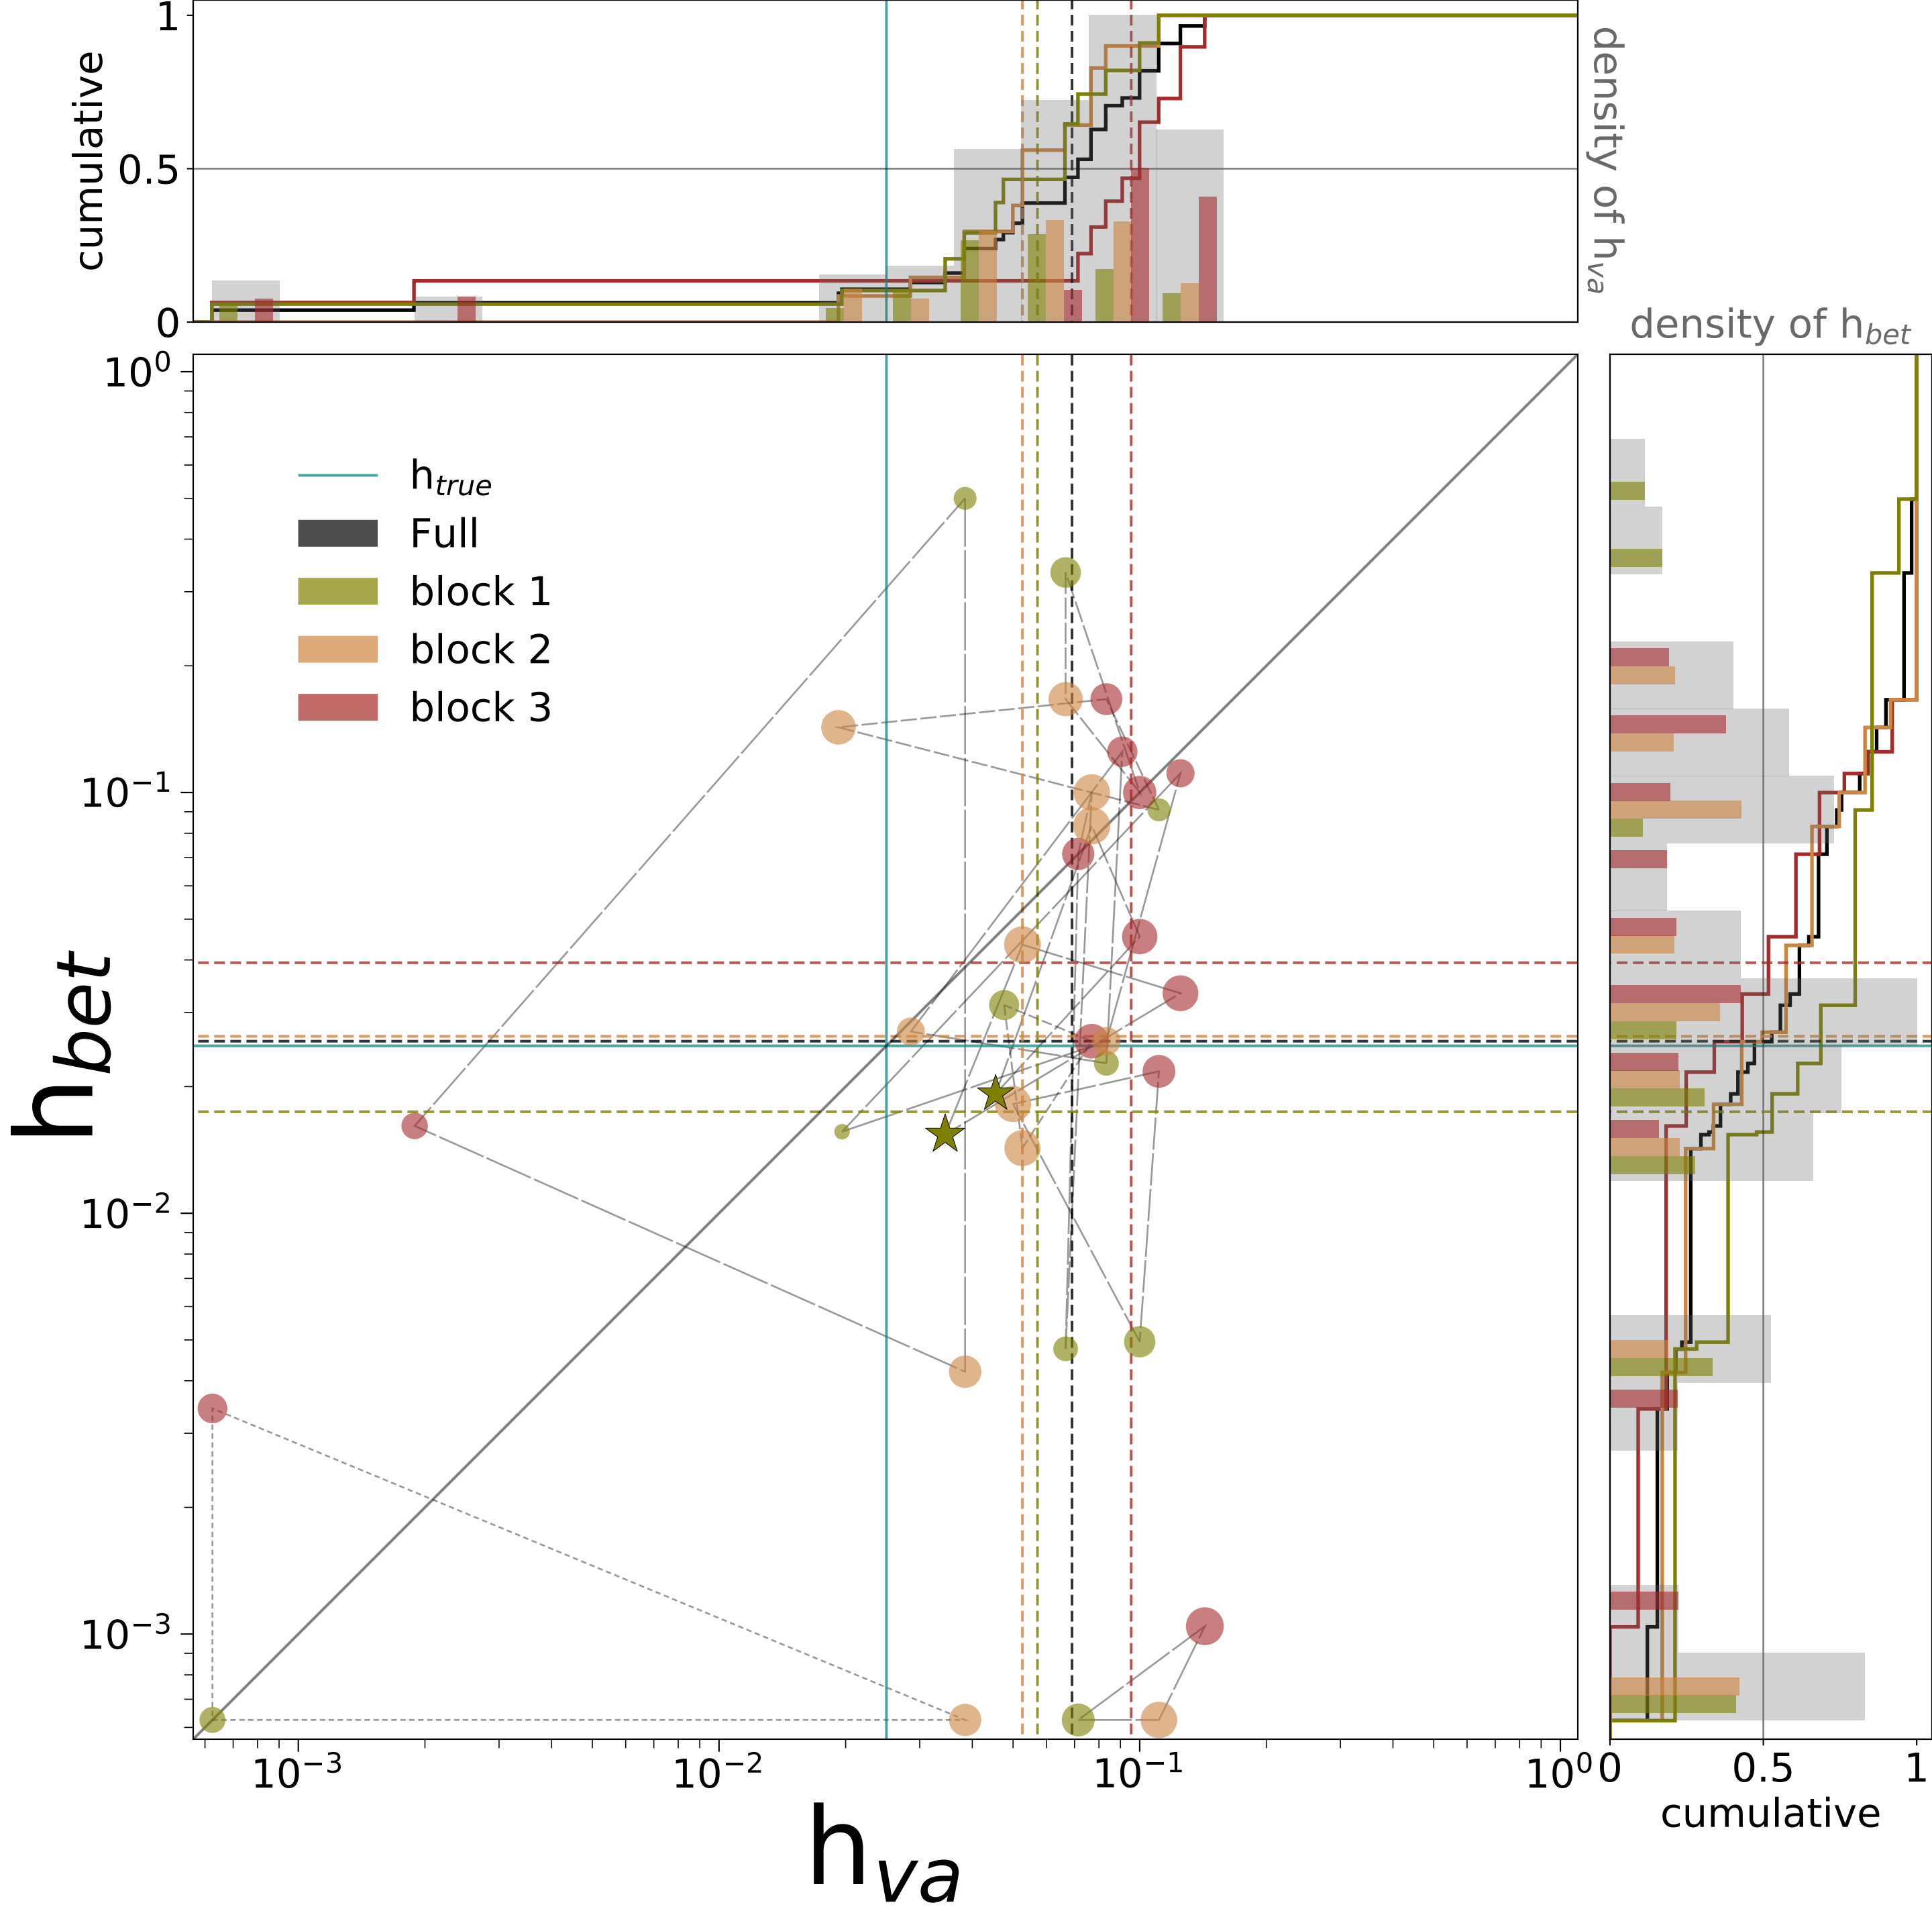 cumulative
1
0.5
0
density of h_va
density of h_bet
10^0
10^-1
10^-2
10^-3
h_bet
h_true
Full
block 1
block 2
block 3
10^-3 10^-2 10^-1 10^0
h_va
0 0.5 1
cumulative